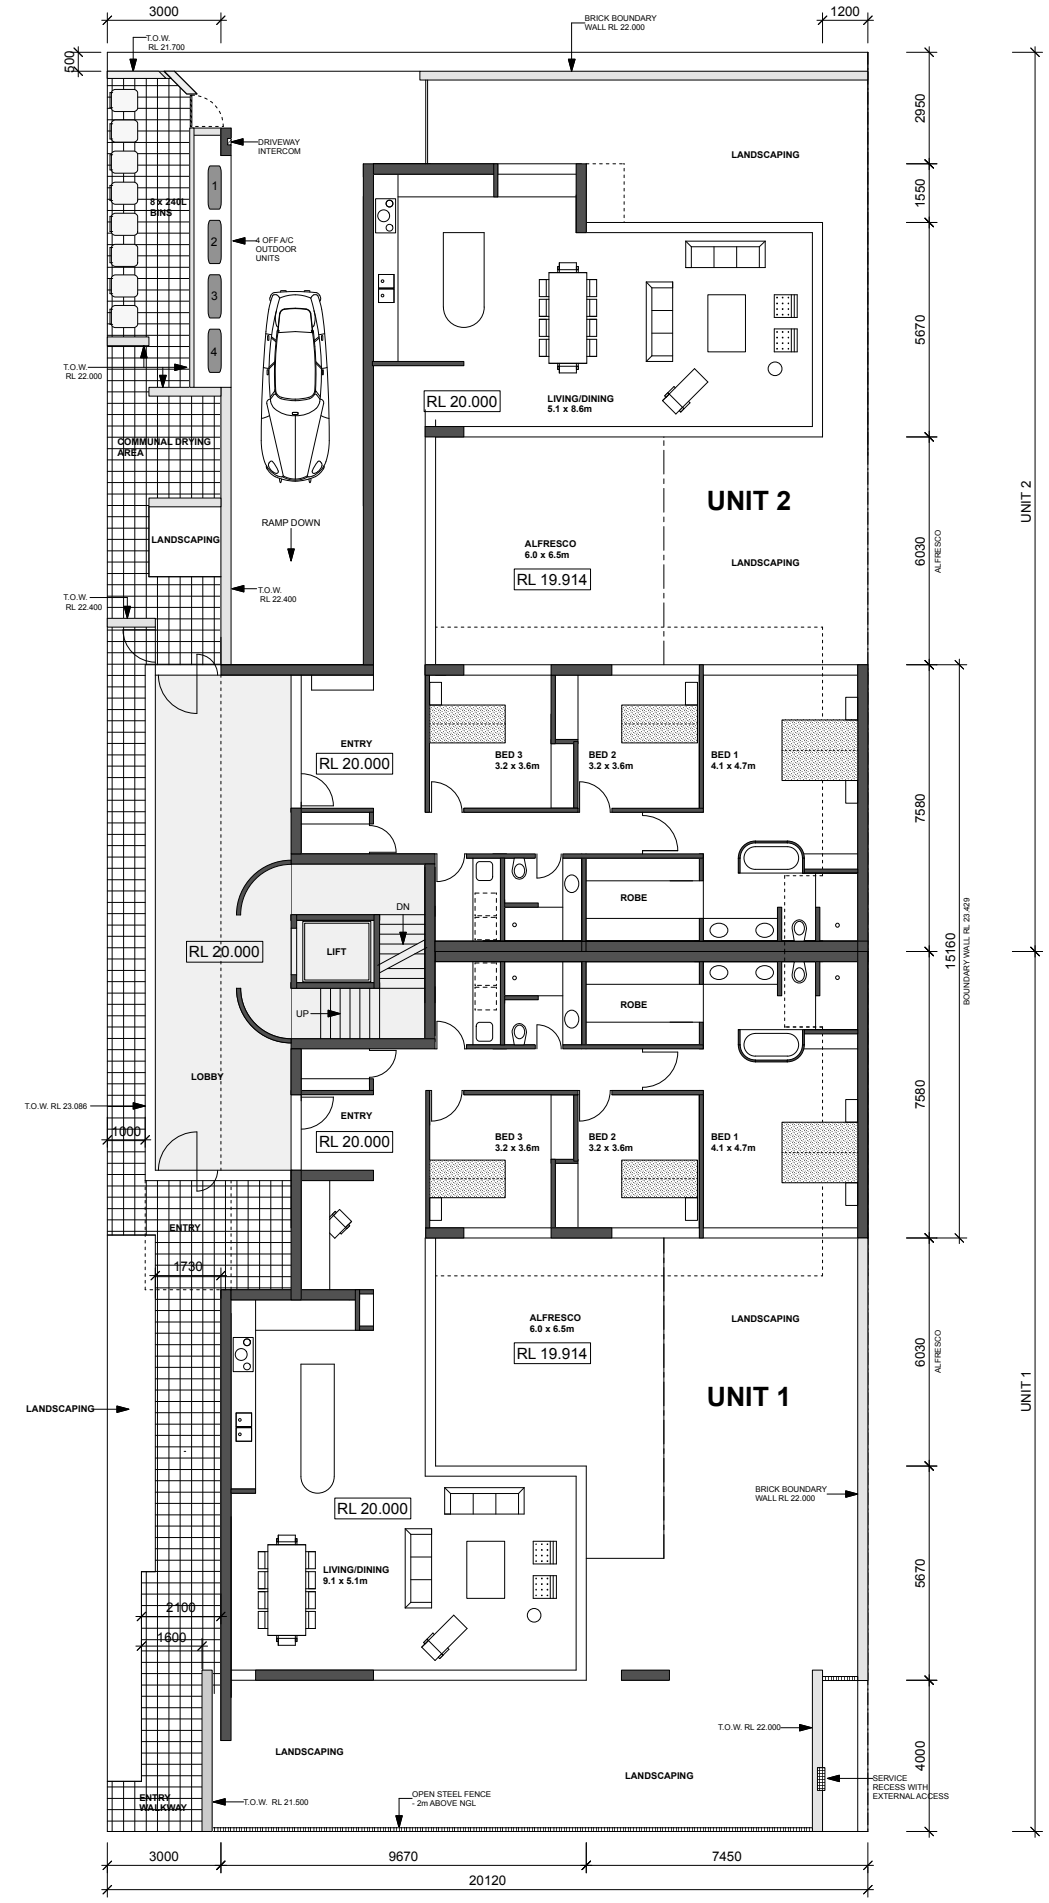 3000
1200
BRICK BOUNDARY
WALL RL 22.000
T.O.W.
RL 21.700
500
2950
DRIVEWAY
INTERCOM
LANDSCAPING
1
8 x 240L
BINS
1550
2
4 OFF A/C
OUTDOOR
UNITS
3
5670
4
T.O.W.
RL 22.000
RL 20.000
LIVING/DINING
5.1 x 8.6m
COMMUNAL DRYING
AREA
UNIT 2
UNIT 2
RAMP DOWN
LANDSCAPING
ALFRESCO
6.0 x 6.5m
RL 19.914
LANDSCAPING
6030
ALFRESCO
T.O.W.
RL 22.400
T.O.W.
RL 22.400
ENTRY
RL 20.000
BED 3
3.2 x 3.6m
BED 2
3.2 x 3.6m
BED 1
4.1 x 4.7m
7580
ROBE
DN
RL 20.000
LIFT
15160
BOUNDARY WALL RL 23.429
ROBE
UP
LOBBY
T.O.W. RL 23.086
1000
ENTRY
RL 20.000
BED 3
3.2 x 3.6m
BED 2
3.2 x 3.6m
BED 1
4.1 x 4.7m
7580
ENTRY
1730
ALFRESCO
6.0 x 6.5m
RL 19.914
LANDSCAPING
6030
ALFRESCO
UNIT 1
UNIT 1
LANDSCAPING
BRICK BOUNDARY
WALL RL 22.000
RL 20.000
LIVING/DINING
9.1 x 5.1m
5670
2100
1600
T.O.W. RL 22.000
LANDSCAPING
4000
LANDSCAPING
SERVICE
RECESS WITH
EXTERNAL ACCESS
ENTRY
WALKWAY
T.O.W. RL 21.500
OPEN STEEL FENCE
- 2m ABOVE NGL
3000
9670
7450
20120